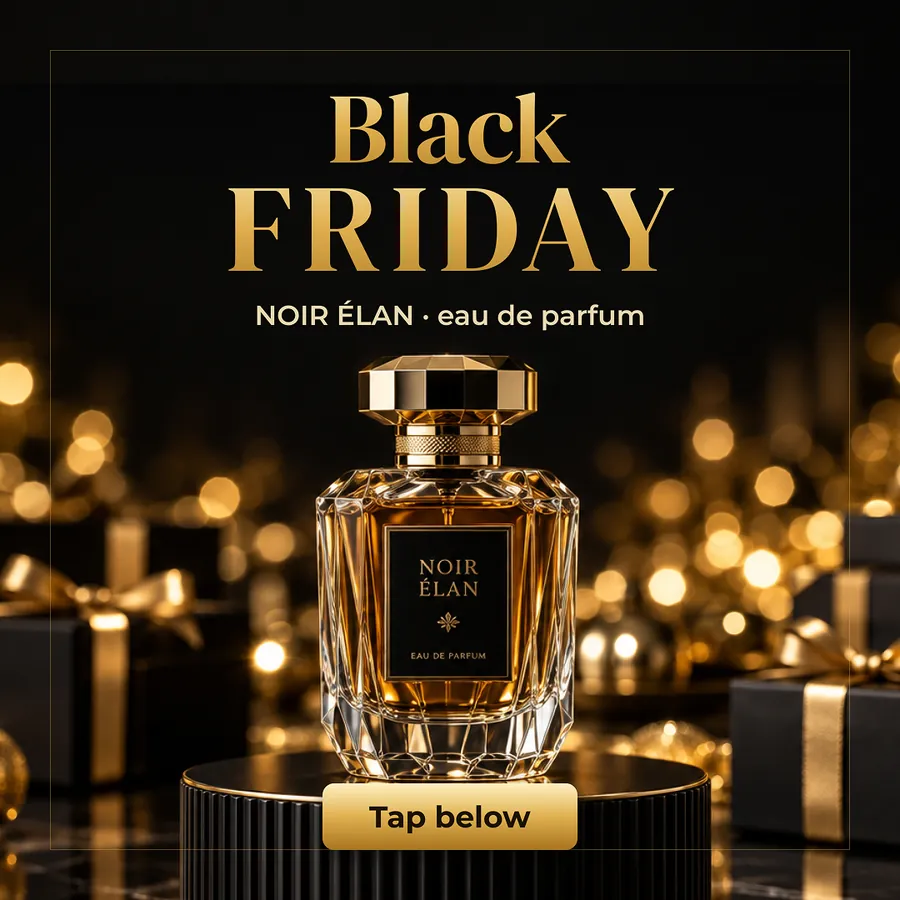 Black
FRIDAY
NOIR ÉLAN · eau de parfum
NOIR
ÉLAN
EAU DE PARFUM
Tap below